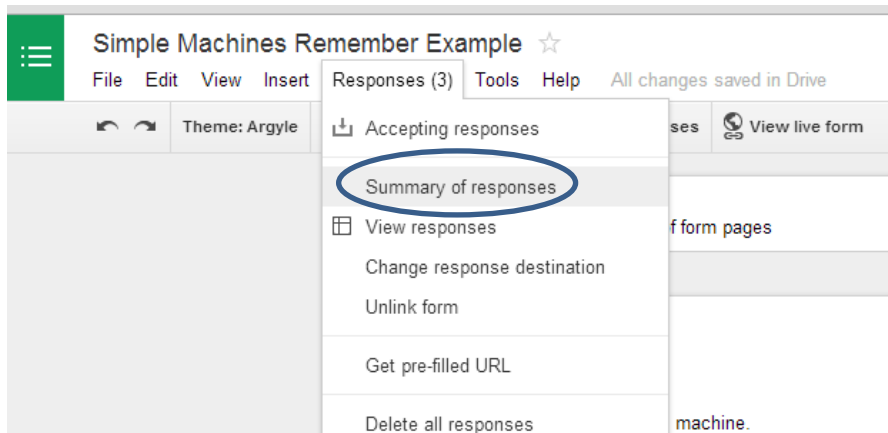 Simple Machines Remember Example
File Edit View Insert Responses (3) Tools Help All changes saved in Drive
Theme: Argyle ses View live form
Accepting responses
Summary of responses
View responses
f form pages
Change response destination
Unlink form
Get pre-filled URL
Delete all responses
machine.